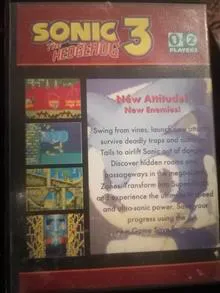 SONIC
THE
HEDGEHOG
3
1 2
PLAYERS
New Attitude!
New Enemies!
Swing from vines, launch
survive deadly traps and
Tails to airlift Sonic out of danger.
Discover hidden rooms and
passageways in the
Zones. Transform into Super
and experience the speed
and ultra-sonic power. Save your
progress using the
Game Save